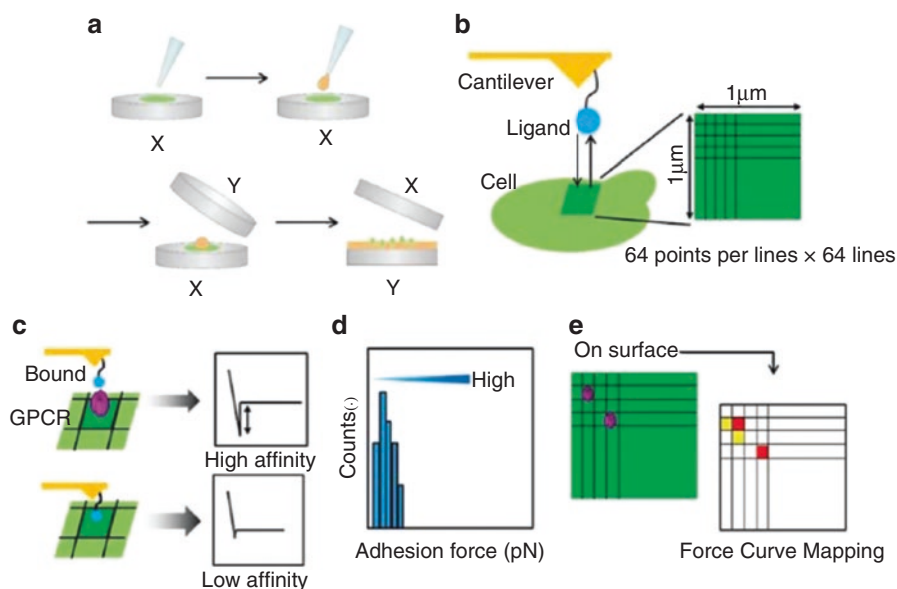 a
X
X
Y
X
X
Y
b
Cantilever
Ligand
Cell
1μm
1μm
64 points per lines × 64 lines
c
Bound
GPCR
High affinity
Low affinity
d
High
Counts(·)
Adhesion force (pN)
e
On surface
Force Curve Mapping